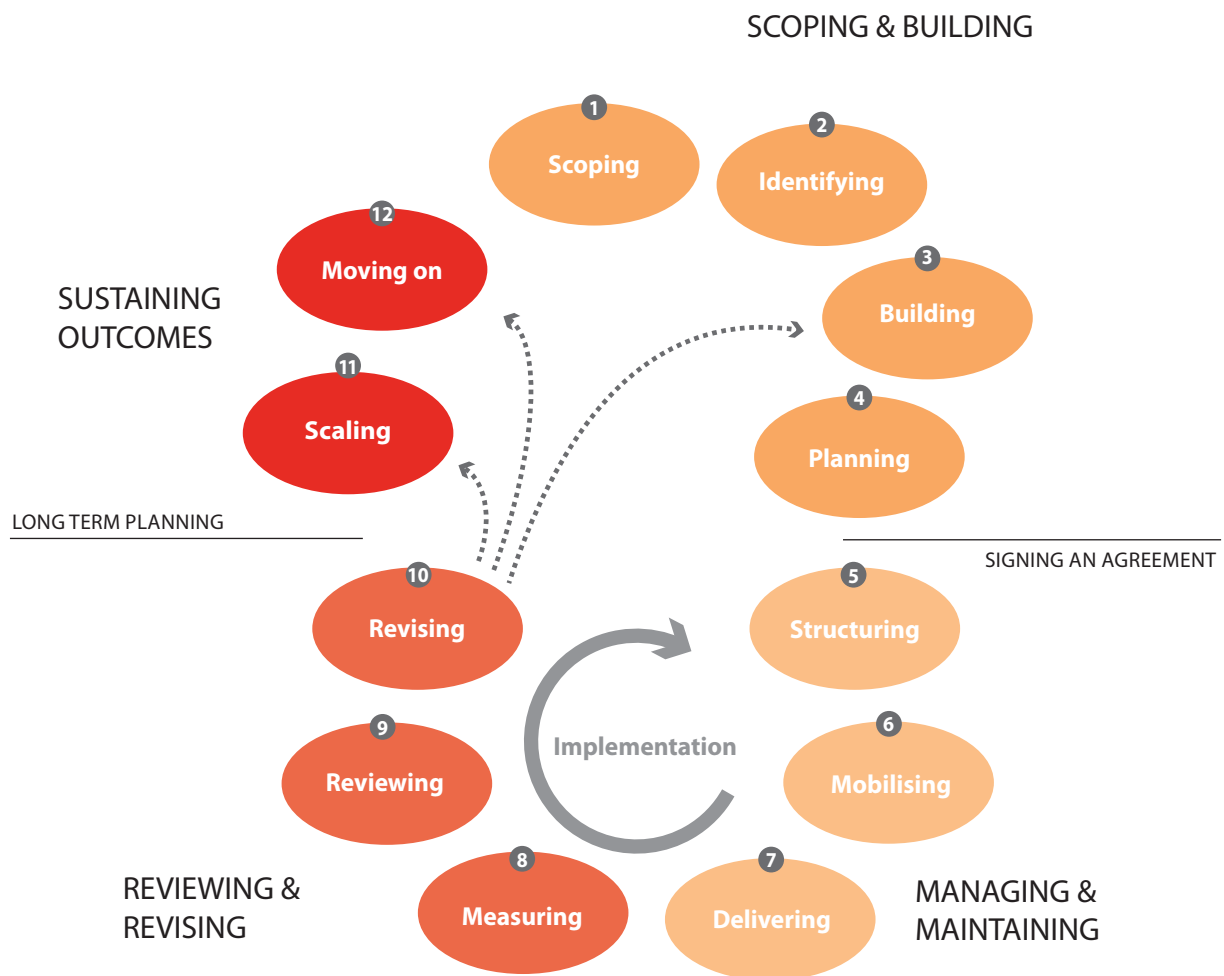 SCOPING & BUILDING
1
Scoping
2
Identifying
3
Building
4
Planning
SIGNING AN AGREEMENT
5
Structuring
6
Mobilising
7
Delivering
MANAGING &
MAINTAINING
8
Measuring
9
Reviewing
10
Revising
REVIEWING &
REVISING
Implementation
LONG TERM PLANNING
11
Scaling
12
Moving on
SUSTAINING
OUTCOMES